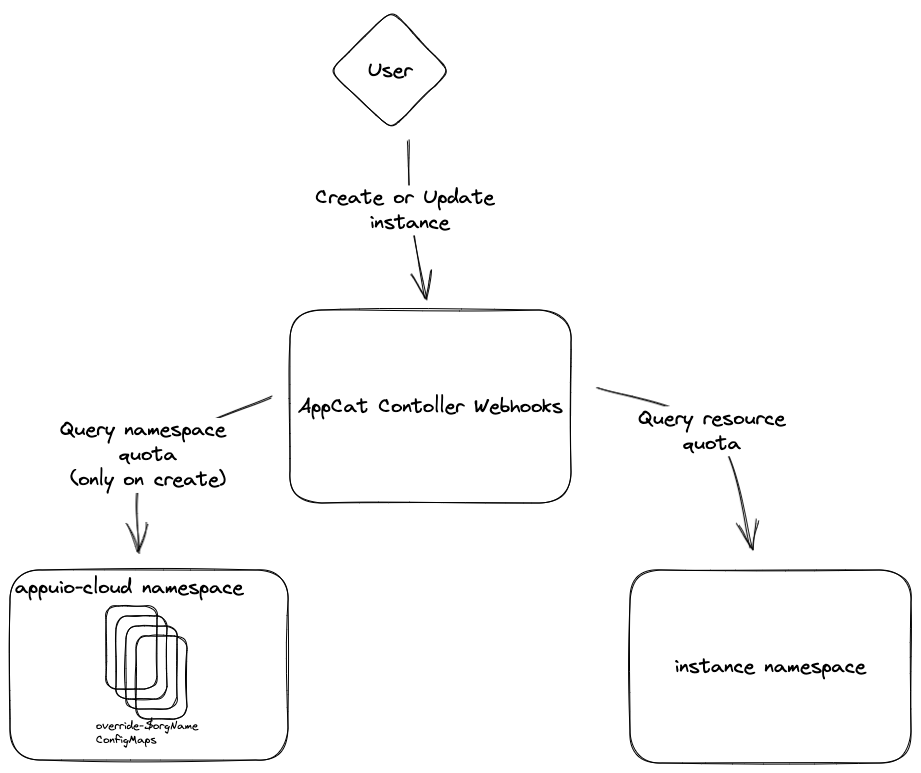 User
Create or Update
instance
AppCat Contoller Webhooks
Query namespace
quota
(only on create)
Query resource
quota
appuio-cloud namespace
override-$orgName
ConfigMaps
instance namespace